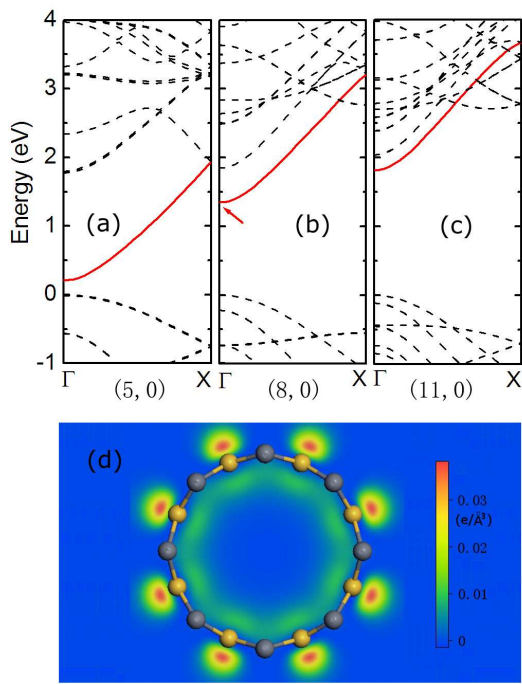 4
3
2
1
0
-1
Energy (eV)
(a)
(b)
(c)
Γ X Γ X Γ X
(5, 0) (8, 0) (11, 0)
(d)
0.03
(e/Å³)
0.02
0.01
0